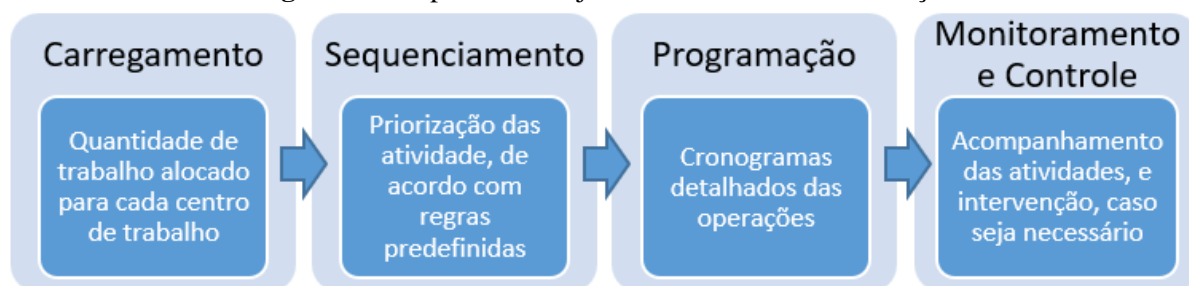 Carregamento
Quantidade de
trabalho alocado
para cada centro
de trabalho
Sequenciamento
Priorização das
atividade, de
acordo com
regras
predefinidas
Programação
Cronogramas
detalhados das
operações
Monitoramento
e Controle
Acompanhamento
das atividades, e
intervenção, caso
seja necessário